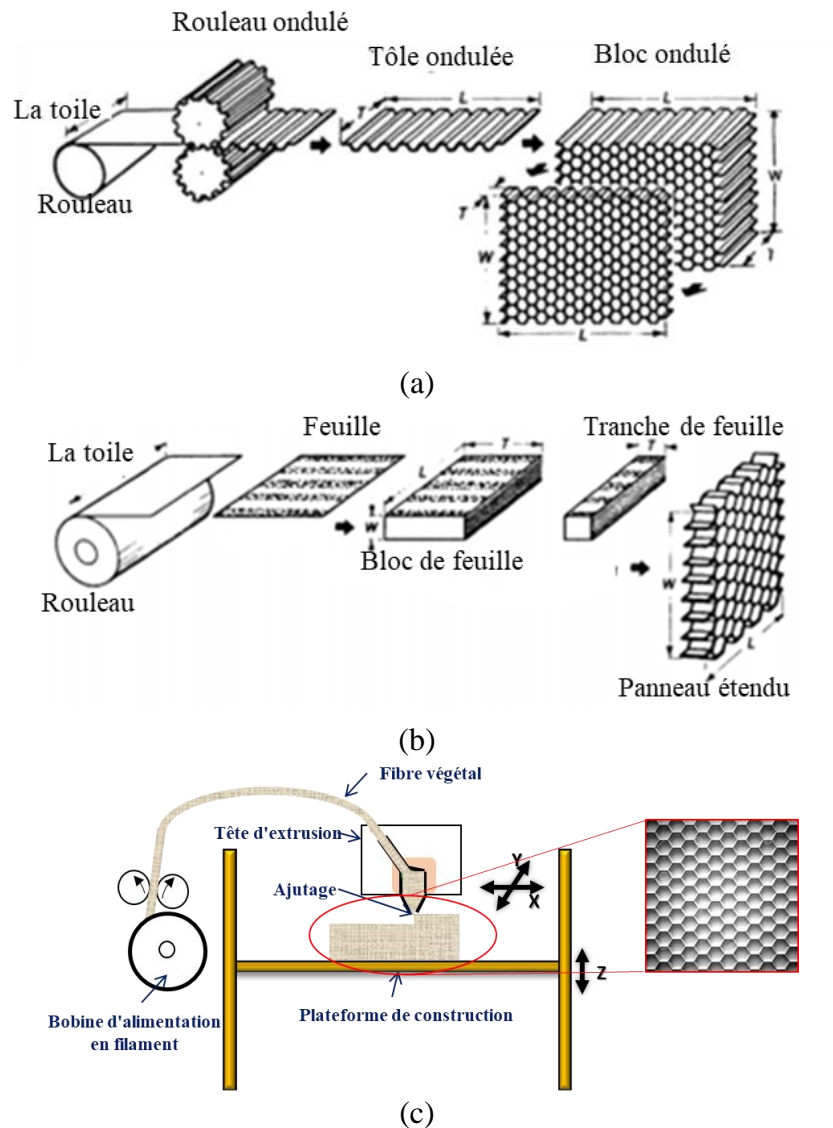 Rouleau ondulé
Tôle ondulée
Bloc ondulé
La toile
Rouleau
T
L
L
W
T
T
W
L
(a)
La toile
Feuille
Tranche de feuille
Rouleau
L
T
W
Bloc de feuille
T
W
L
Panneau étendu
(b)
Fibre végétal
Tête d'extrusion
Ajutage
Y
X
Z
Bobine d'alimentation
en filament
Plateforme de construction
(c)